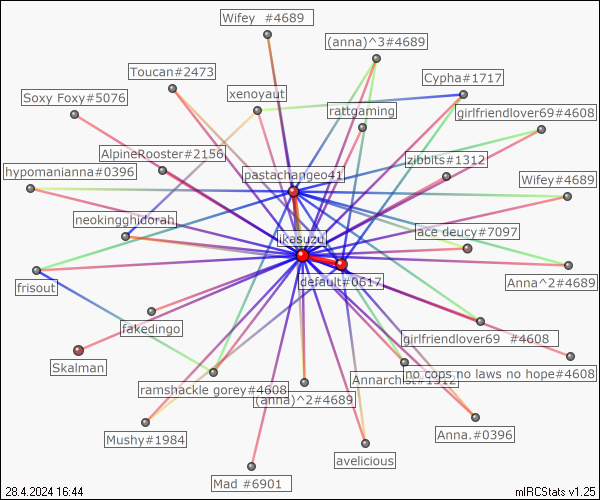 Wifey  #4689
(anna)^3#4689
Toucan#2473
Cypha#1717
xenoyaut
Soxy Foxy#5076
rattgaming
girlfriendlover69#4608
AlpineRooster#2156
zibbits#1312
hypomanianna#0396
pastachangeo41
Wifey#4689
neokingghidorah
ace deucy#7097
ikasuzu
Anna^2#4689
default#0617
frisout
fakedingo
girlfriendlover69  #4608
Skalman
no cops no laws no hope#4608
Annarchist#1312
ramshackle gorey#4608
(anna)^2#4689
Mushy#1984
Anna.#0396
avelicious
Mad #6901
28.4.2024 16:44
mIRCStats v1.25